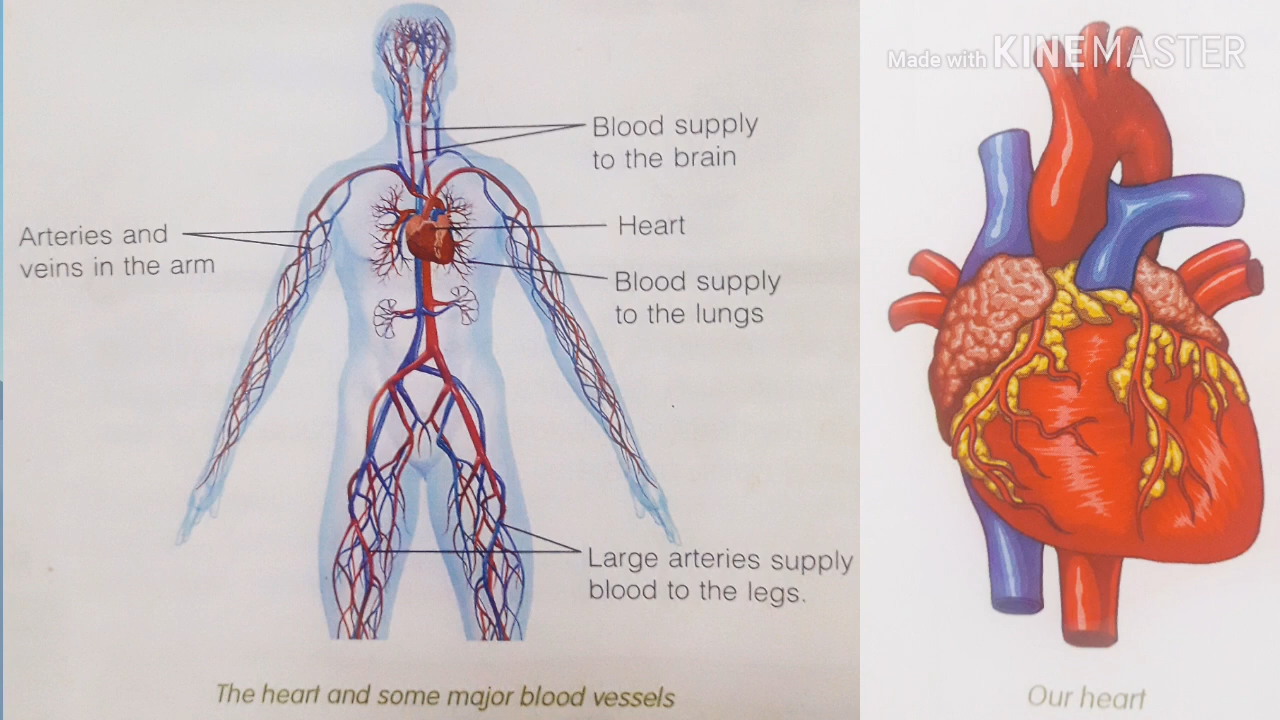 Made with KINEMASTER
Blood supply
to the brain
Heart
Arteries and
veins in the arm
Blood supply
to the lungs
Large arteries supply
blood to the legs.
The heart and some major blood vessels
Our heart